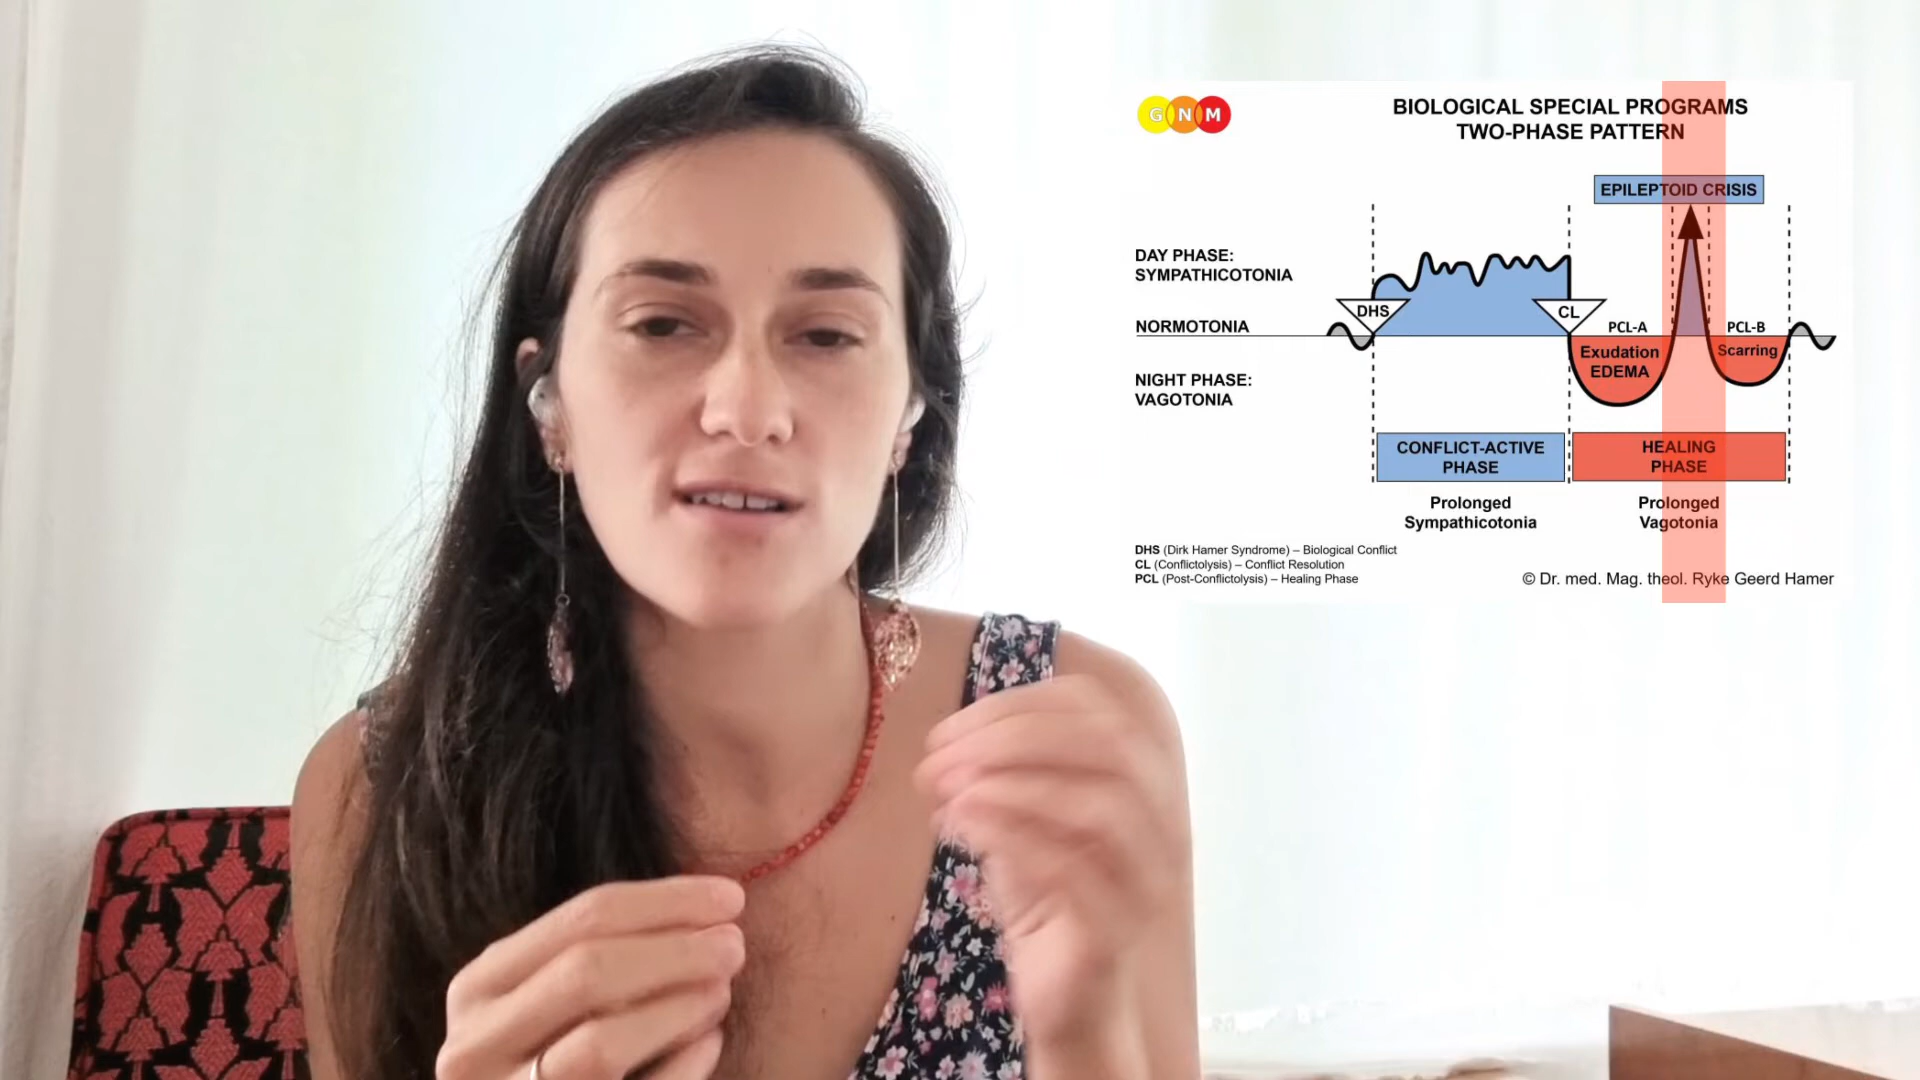 GNM
BIOLOGICAL SPECIAL PROGRAMS
TWO-PHASE PATTERN
EPILEPTOID CRISIS
DAY PHASE:
SYMPATHICOTONIA
DHS
CL
NORMOTONIA
PCL-A
PCL-B
Exudation
EDEMA
Scarring
NIGHT PHASE:
VAGOTONIA
CONFLICT-ACTIVE
PHASE
HEALING
PHASE
Prolonged
Sympathicotonia
Prolonged
Vagotonia
DHS (Dirk Hamer Syndrome) – Biological Conflict
CL (Conflictolysis) – Conflict Resolution
PCL (Post-Conflictolysis) – Healing Phase
© Dr. med. Mag. theol. Ryke Geerd Hamer